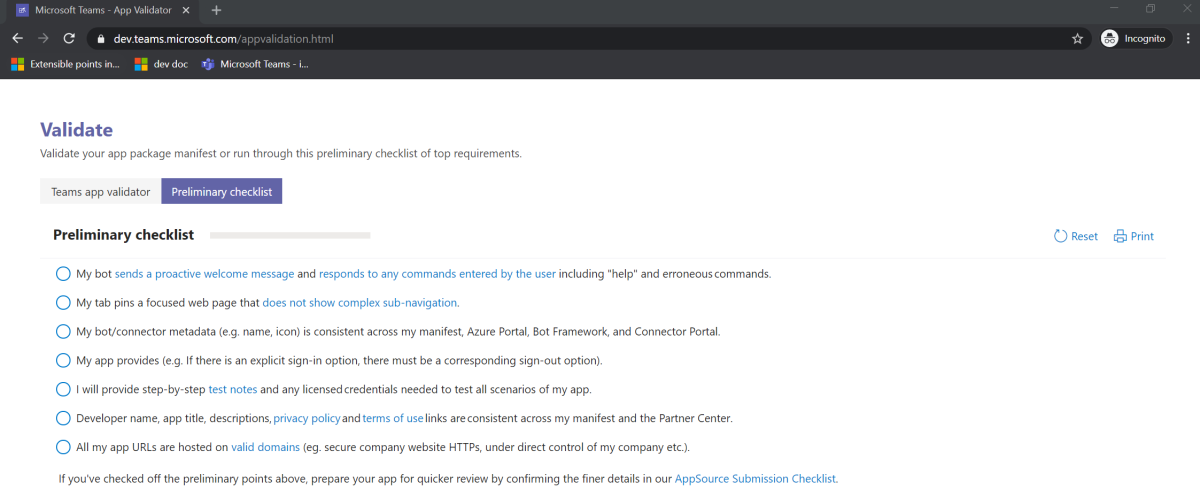 Microsoft Teams - App Validator
dev.teams.microsoft.com/appvalidation.html
Incognito
Extensible points in... dev doc Microsoft Teams - i...
Validate
Validate your app package manifest or run through this preliminary checklist of top requirements.
Teams app validator Preliminary checklist
Preliminary checklist Reset Print
My bot sends a proactive welcome message and responds to any commands entered by the user including "help" and erroneous commands.
My tab pins a focused web page that does not show complex sub-navigation.
My bot/connector metadata (e.g. name, icon) is consistent across my manifest, Azure Portal, Bot Framework, and Connector Portal.
My app provides (e.g. If there is an explicit sign-in option, there must be a corresponding sign-out option).
I will provide step-by-step test notes and any licensed credentials needed to test all scenarios of my app.
Developer name, app title, descriptions, privacy policy and terms of use links are consistent across my manifest and the Partner Center.
All my app URLs are hosted on valid domains (eg. secure company website HTTPs, under direct control of my company etc.).
If you've checked off the preliminary points above, prepare your app for quicker review by confirming the finer details in our AppSource Submission Checklist.